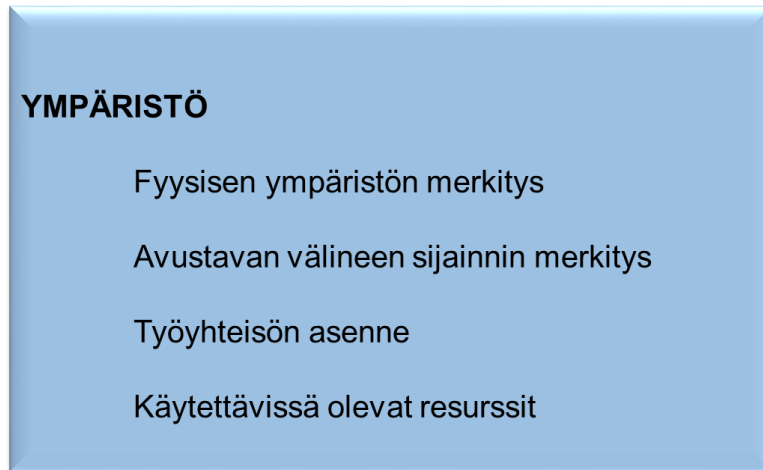 YMPÄRISTÖ
Fyysisen ympäristön merkitys
Avustavan välineen sijainnin merkitys
Työyhteisön asenne
Käytettävissä olevat resurssit